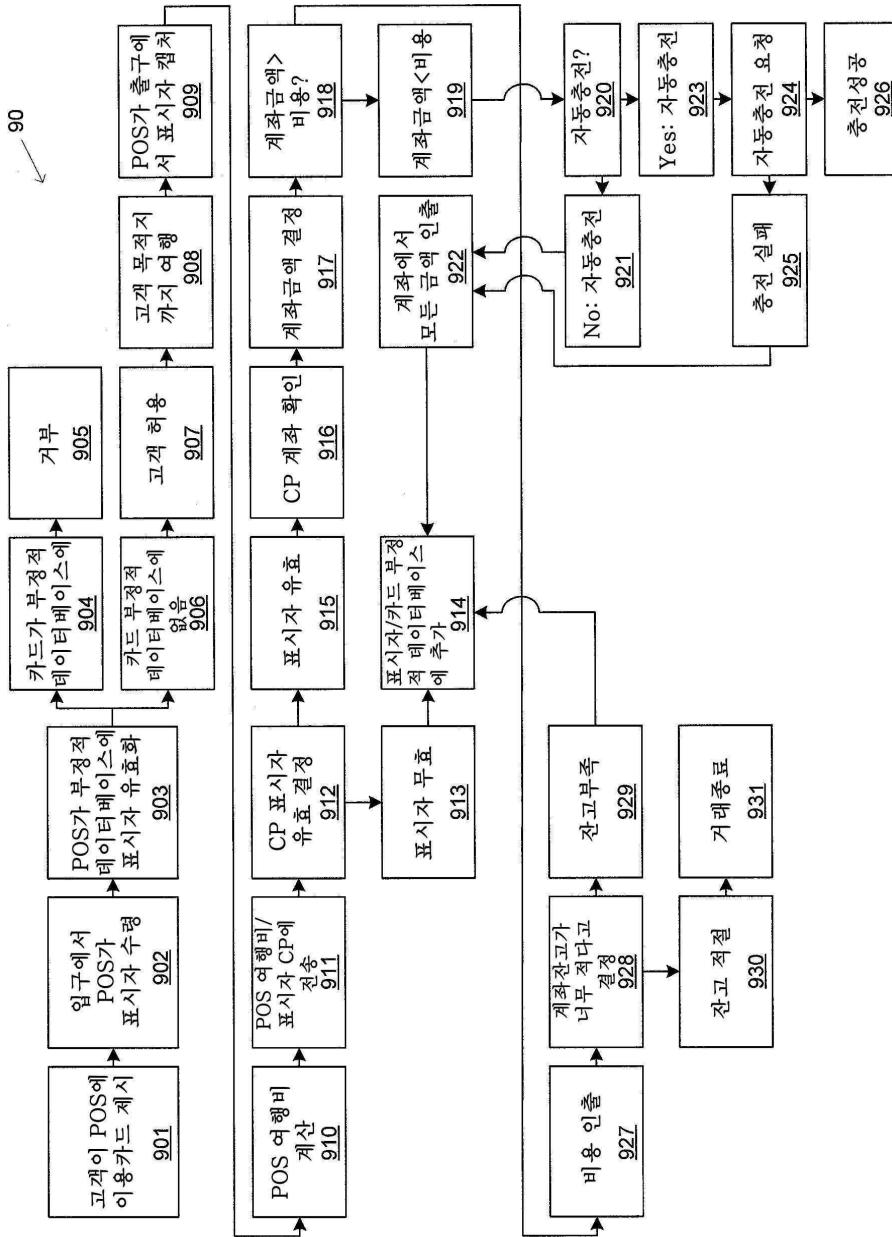 90
고객이 POS에
이용카드 제시
901
입구에서
POS가
표시자 수령
902
POS가 부정적
데이터베이스에
표시자 유효화
903
카드가 부정적
데이터베이스에
904
거부
905
카드 부정적
데이터베이스에
없음
906
고객 허용
907
고객 목적지
까지 여행
908
POS가 출구에
서 표시자 캡처
909
POS 여행비
계산
910
POS 여행비/
표시자 CP에
전송
911
CP 표시자
유효 결정
912
표시자 무효
913
표시자/카드 부정
적 데이터베이스
에 추가
914
표시자 유효
915
CP 계좌 확인
916
계좌금액 결정
917
계좌금액>
비용?
918
계좌금액<비용
919
자동충전?
920
No: 자동충전
921
계좌에서
모든 금액 인출
922
Yes: 자동충전
923
자동충전 요청
924
충전 실패
925
충전성공
926
비용 인출
927
계좌잔고가
너무 적다고
결정
928
잔고부족
929
잔고 적절
930
거래종료
931